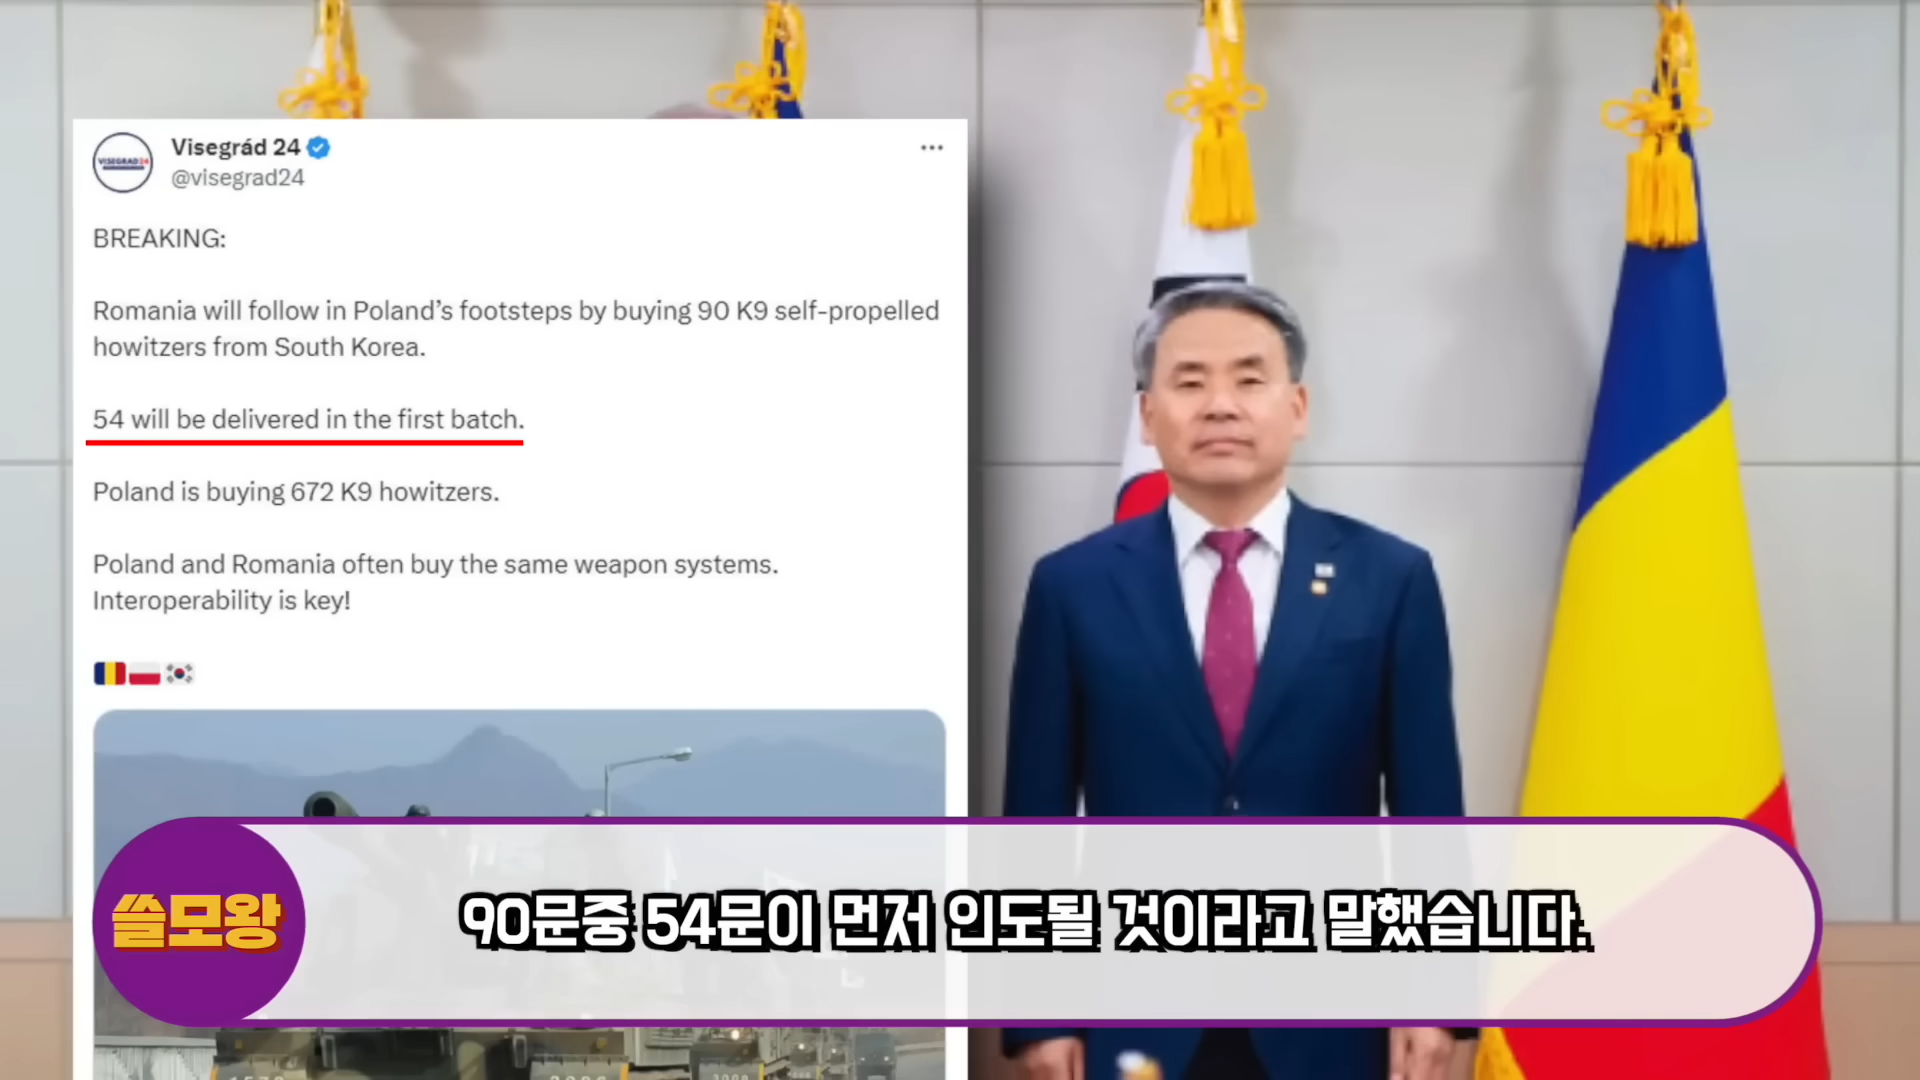 VISEGRAD24
Visegrád 24
@visegrad24
BREAKING:
Romania will follow in Poland's footsteps by buying 90 K9 self-propelled
howitzers from South Korea.
54 will be delivered in the first batch.
Poland is buying 672 K9 howitzers.
Poland and Romania often buy the same weapon systems.
Interoperability is key!
쓸모왕
90문중 54문이 먼저 인도될 것이라고 말했습니다.